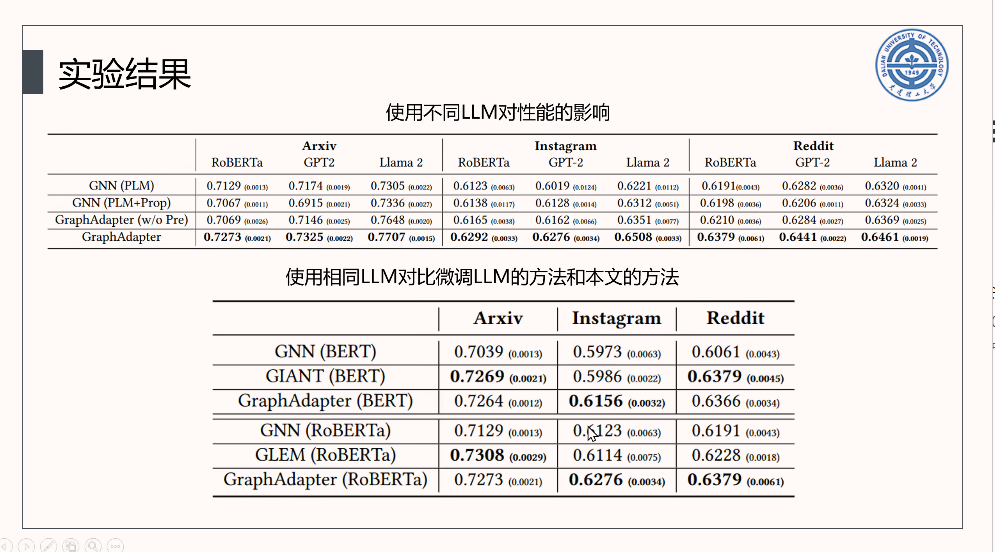 实验结果
DALIAN UNIVERSITY OF TECHNOLOGY
1949
大连理工大学
使用不同LLM对性能的影响
Arxiv Instagram Reddit
RoBERTa GPT2 Llama 2 RoBERTa GPT-2 Llama 2 RoBERTa GPT-2 Llama 2
GNN (PLM) 0.7129 (0.0013) 0.7174 (0.0019) 0.7305 (0.0022) 0.6123 (0.0063) 0.6019 (0.0124) 0.6221 (0.0112) 0.6191(0.0043) 0.6282 (0.0036) 0.6320 (0.0041)
GNN (PLM+Prop) 0.7067 (0.0011) 0.6915 (0.0021) 0.7336 (0.0027) 0.6138 (0.0117) 0.6128 (0.0014) 0.6312 (0.0051) 0.6198 (0.0036) 0.6206 (0.0011) 0.6324 (0.0033)
GraphAdapter (w/o Pre) 0.7069 (0.0026) 0.7146 (0.0025) 0.7648 (0.0020) 0.6165 (0.0038) 0.6162 (0.0066) 0.6351 (0.0077) 0.6210 (0.0036) 0.6284 (0.0027) 0.6369 (0.0025)
GraphAdapter 0.7273 (0.0021) 0.7325 (0.0022) 0.7707 (0.0015) 0.6292 (0.0033) 0.6276 (0.0034) 0.6508 (0.0033) 0.6379 (0.0061) 0.6441 (0.0022) 0.6461 (0.0019)
使用相同LLM对比微调LLM的方法和本文的方法
Arxiv Instagram Reddit
GNN (BERT) 0.7039 (0.0013) 0.5973 (0.0063) 0.6061 (0.0043)
GIANT (BERT) 0.7269 (0.0021) 0.5986 (0.0022) 0.6379 (0.0045)
GraphAdapter (BERT) 0.7264 (0.0012) 0.6156 (0.0032) 0.6366 (0.0034)
GNN (RoBERTa) 0.7129 (0.0013) 0.6123 (0.0063) 0.6191 (0.0043)
GLEM (RoBERTa) 0.7308 (0.0029) 0.6114 (0.0075) 0.6228 (0.0018)
GraphAdapter (RoBERTa) 0.7273 (0.0021) 0.6276 (0.0034) 0.6379 (0.0061)